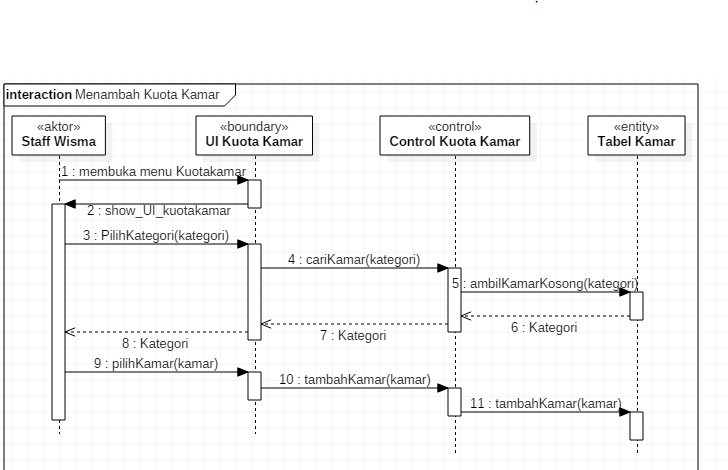 interaction Menambah Kuota Kamar
«aktor»
Staff Wisma
«boundary»
UI Kuota Kamar
«control»
Control Kuota Kamar
«entity»
Tabel Kamar
1 : membuka menu Kuotakamar
2 : show_UI_kuotakamar
3 : PilihKategori(kategori)
4 : cariKamar(kategori)
5 : ambilKamarKosong(kategori)
6 : Kategori
7 : Kategori
8 : Kategori
9 : pilihKamar(kamar)
10 : tambahKamar(kamar)
11 : tambahKamar(kamar)